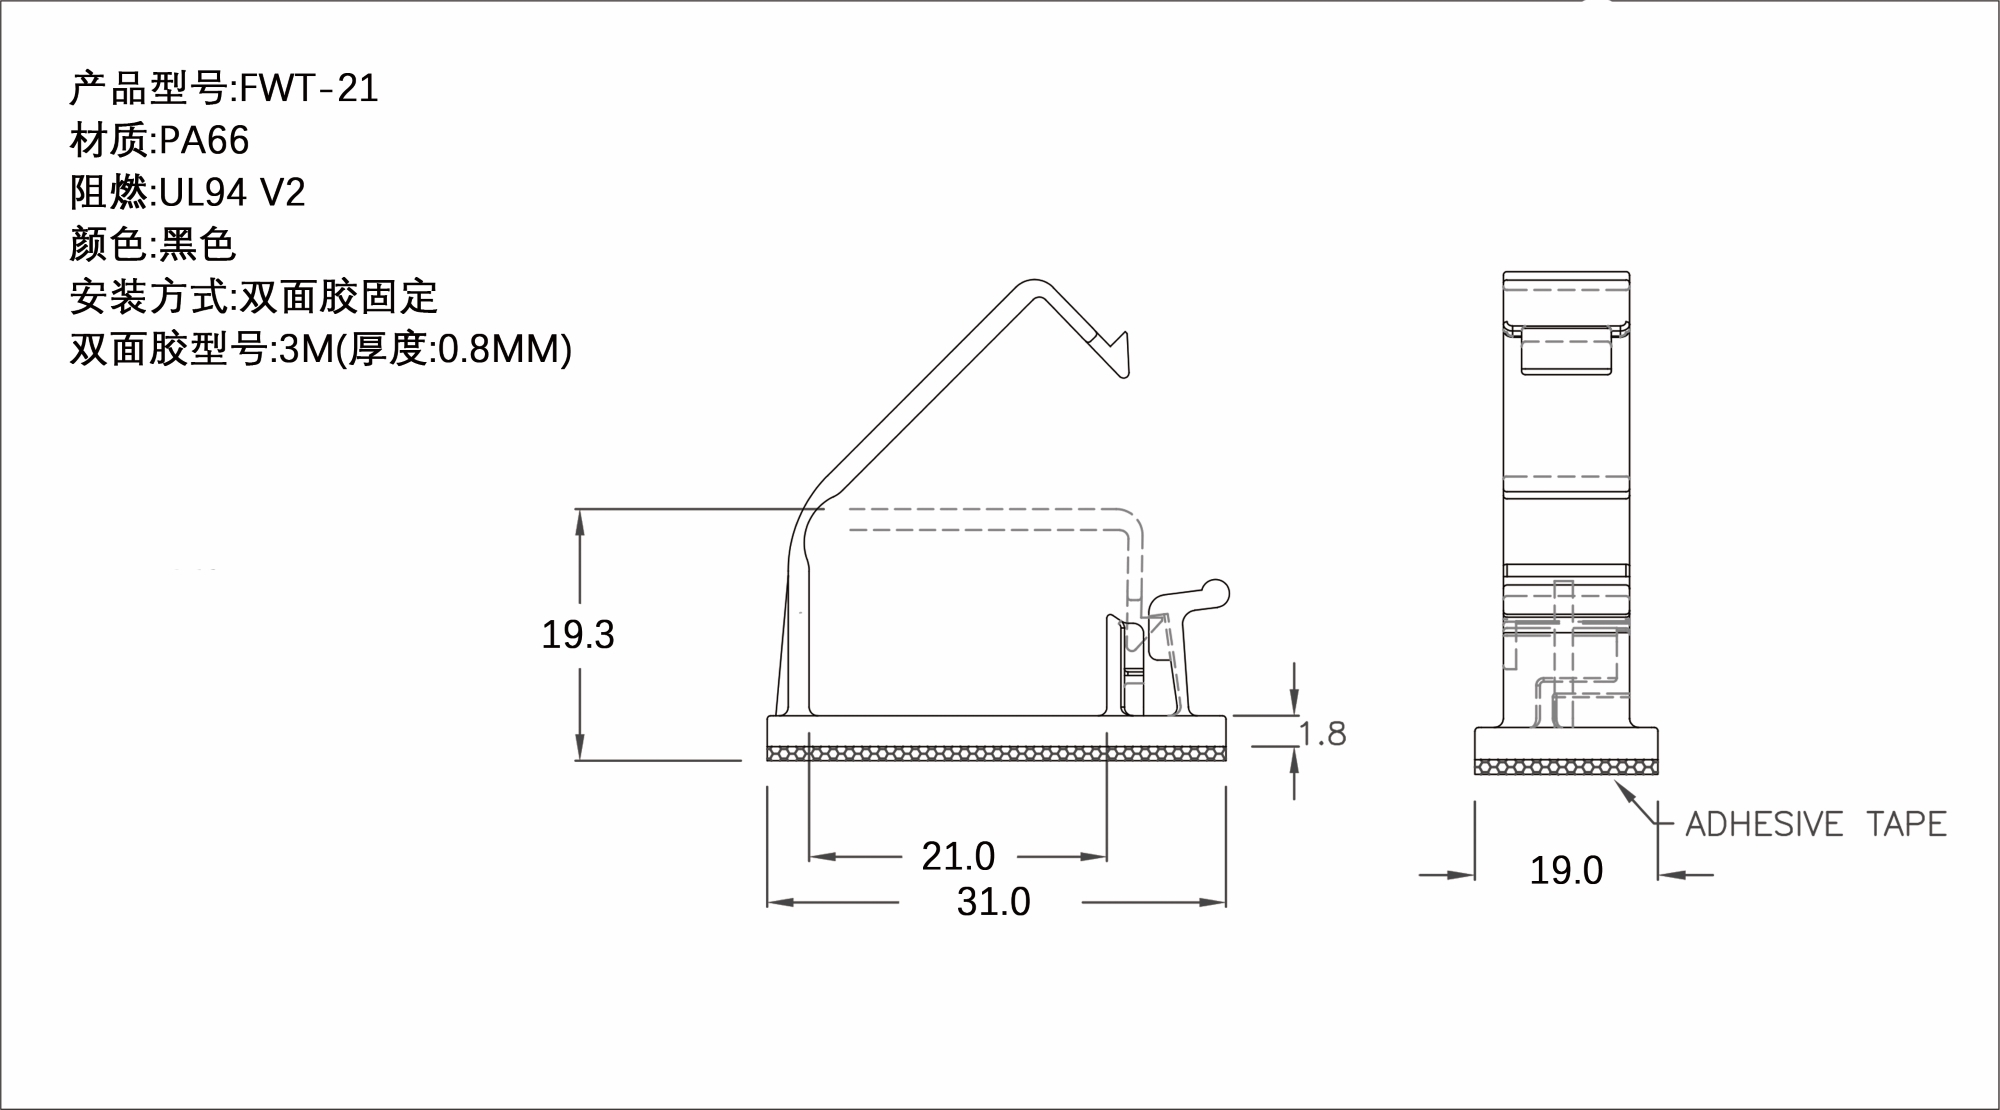 产品型号:FWT-21
材质:PA66
阻燃:UL94 V2
颜色:黑色
安装方式:双面胶固定
双面胶型号:3M(厚度:0.8MM)
19.3
1.8
21.0
31.0
ADHESIVE TAPE
19.0